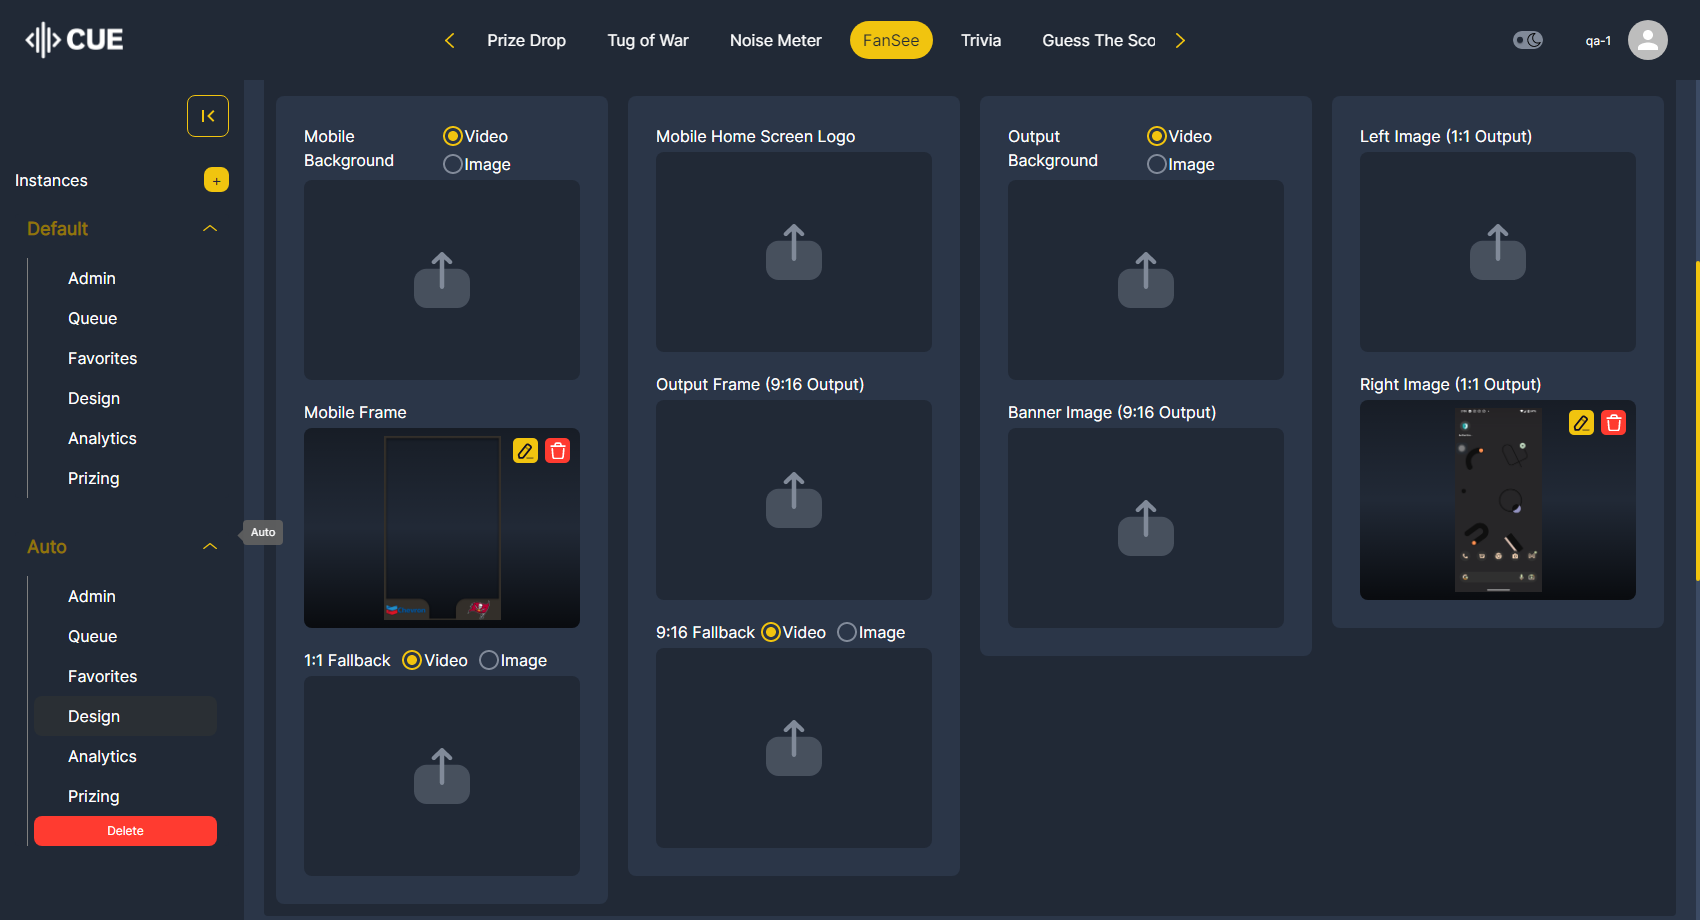 CUE
Prize Drop
Tug of War
Noise Meter
FanSee
Trivia
Guess The Sco
qa-1
Instances
+
Default
Admin
Queue
Favorites
Design
Analytics
Prizing
Auto
Auto
Admin
Queue
Favorites
Design
Analytics
Prizing
Delete
Mobile
Background
Video
Image
Mobile Frame
1:1 Fallback
Video
Image
Mobile Home Screen Logo
Output Frame (9:16 Output)
9:16 Fallback
Video
Image
Output
Background
Video
Image
Banner Image (9:16 Output)
Left Image (1:1 Output)
Right Image (1:1 Output)